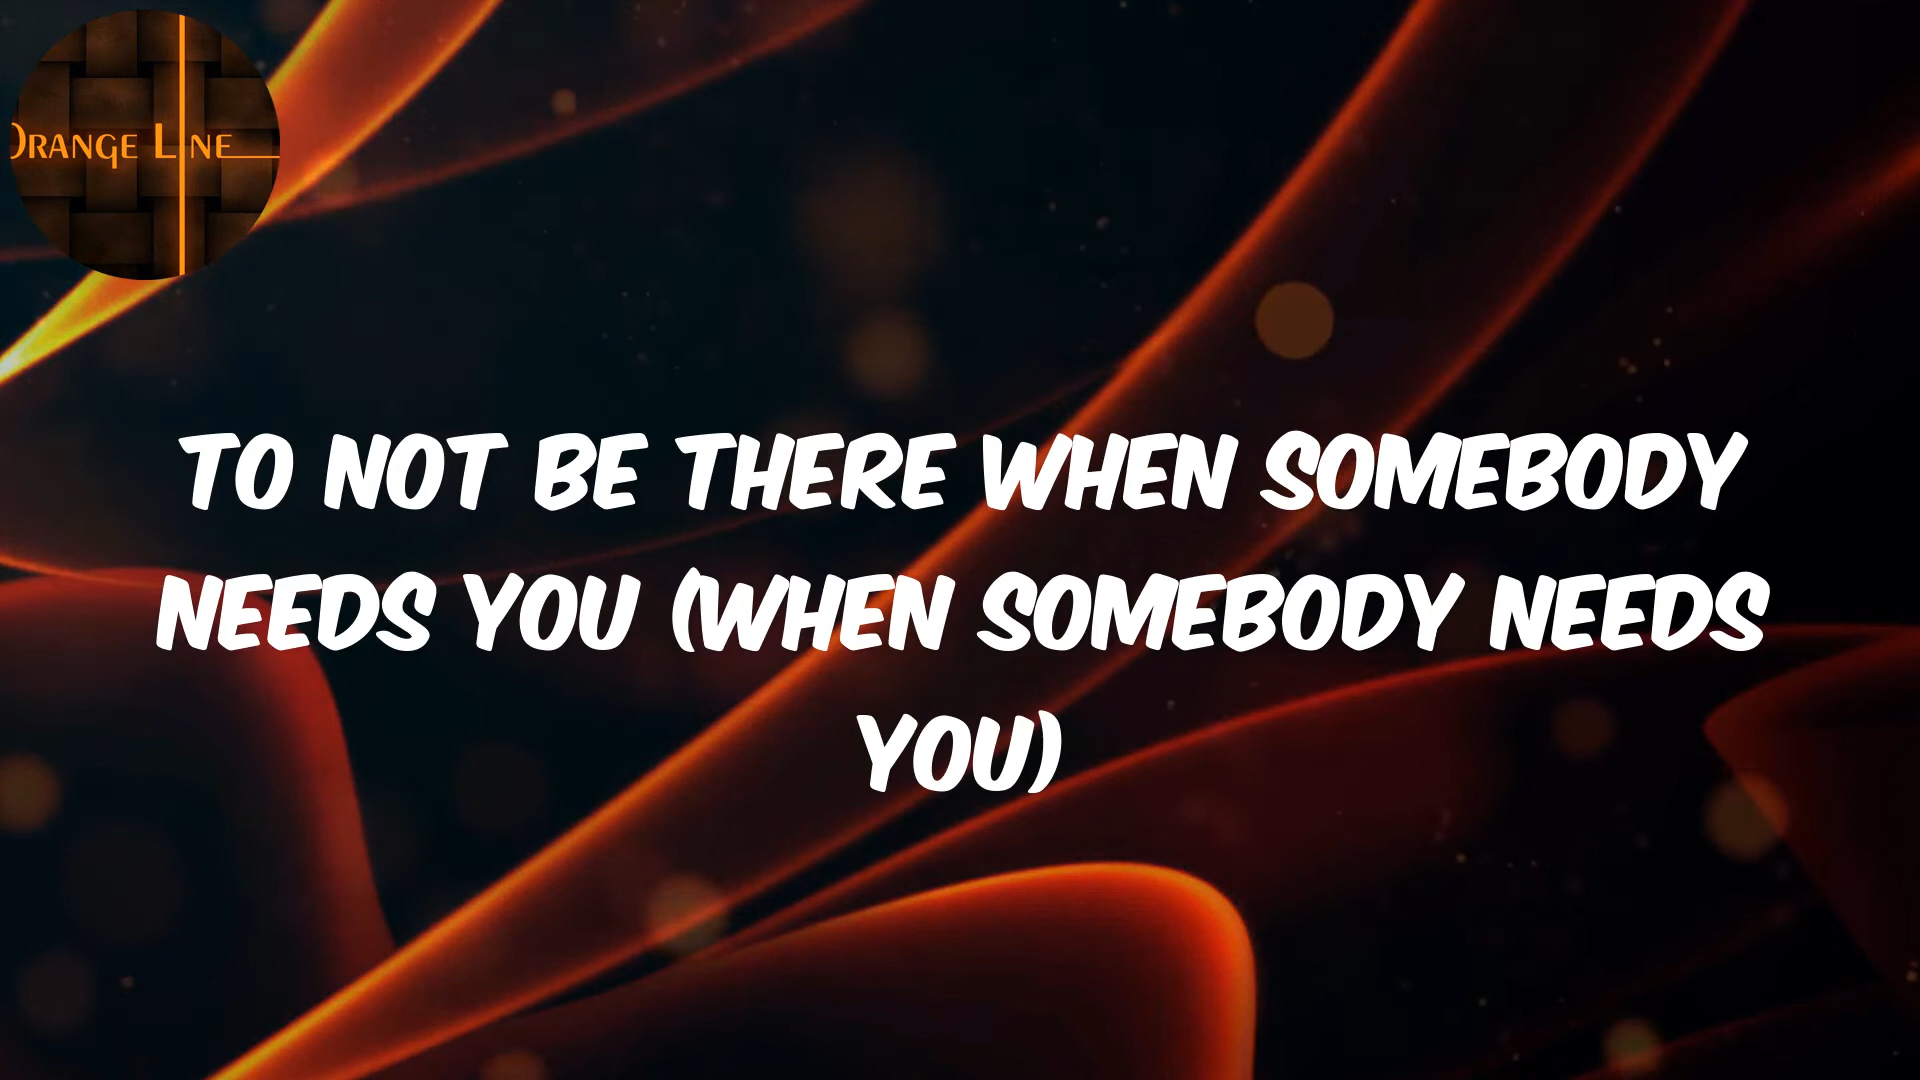 ORANGE LINE
TO NOT BE THERE WHEN SOMEBODY
NEEDS YOU (WHEN SOMEBODY NEEDS
YOU)